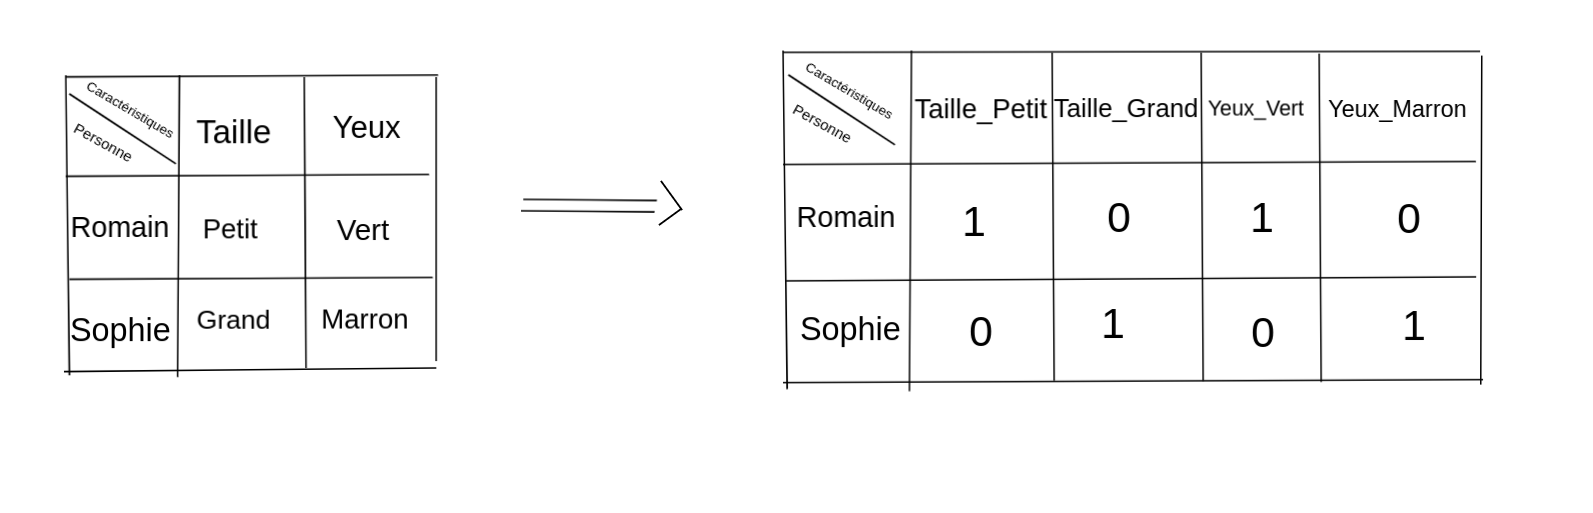 Caractéristiques
Personne
Taille
Yeux
Romain
Petit
Vert
Sophie
Grand
Marron
Caractéristiques
Personne
Taille_Petit
Taille_Grand
Yeux_Vert
Yeux_Marron
Romain
1
0
1
0
Sophie
0
1
0
1